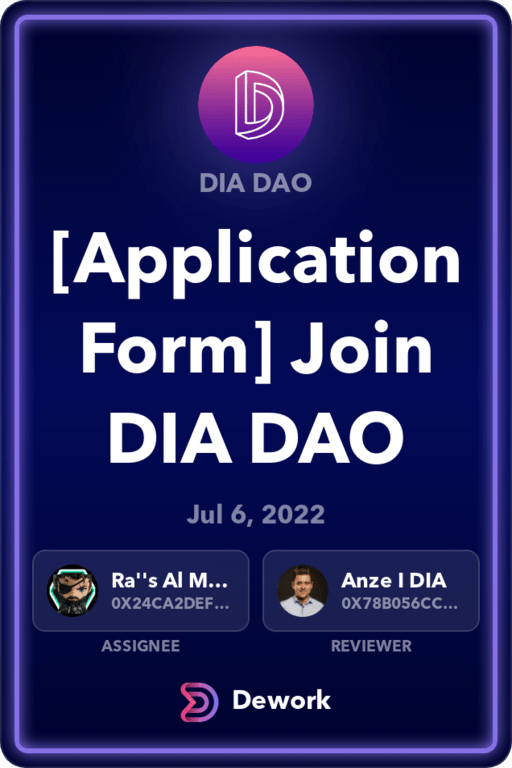 DIA DAO
[Application
Form] Join
DIA DAO
Jul 6, 2022
Ra''s Al M...
0X24CA2DEF...
ASSIGNEE
Anze I DIA
0X78B056CC...
REVIEWER
Dework